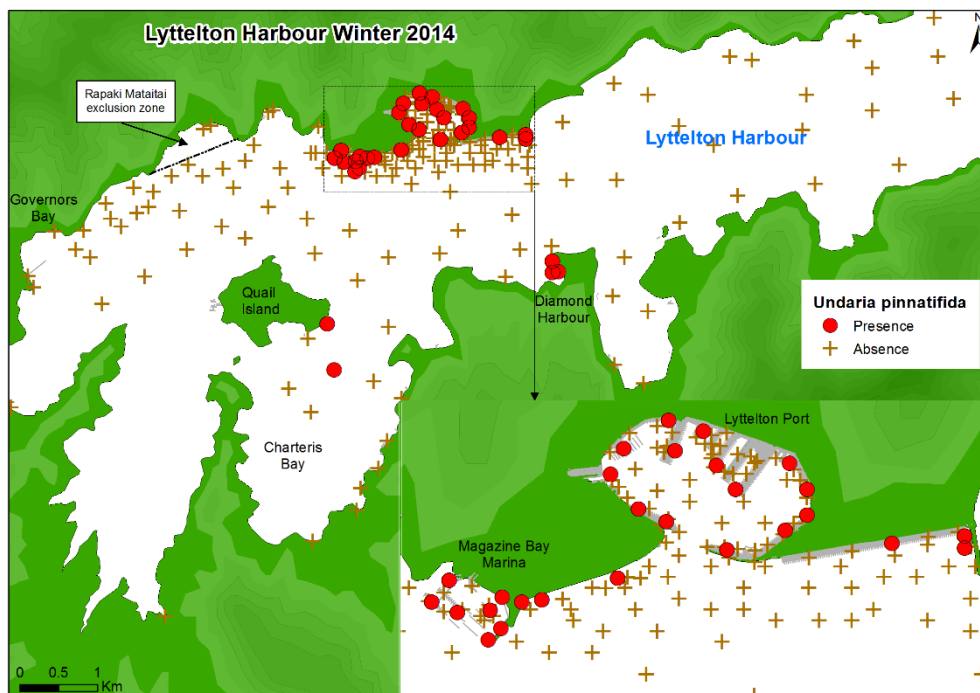 Lyttelton Harbour Winter 2014
N
Rapaki Mataitai
exclusion zone
Lyttelton Harbour
Governors
Bay
Quail
Island
Diamond
Harbour
Undaria pinnatifida
Presence
Absence
Charteris
Bay
Lyttelton Port
Magazine Bay
Marina
0 0.5 1
Km